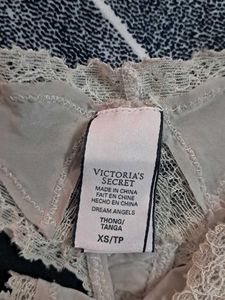 VICTORIA'S
SECRET
MADE IN CHINA
FAIT EN CHINE
HECHO EN CHINA
DREAM ANGELS
THONG/
TANGA
XS/TP